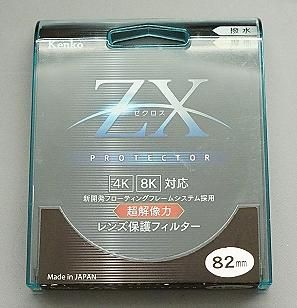 Kenko
撥水
ZX
ゼクロス
PROTECTOR
4K 8K 対応
新開発フローティングフレームシステム採用
超解像力
レンズ保護フィルター
82mm
Made in JAPAN